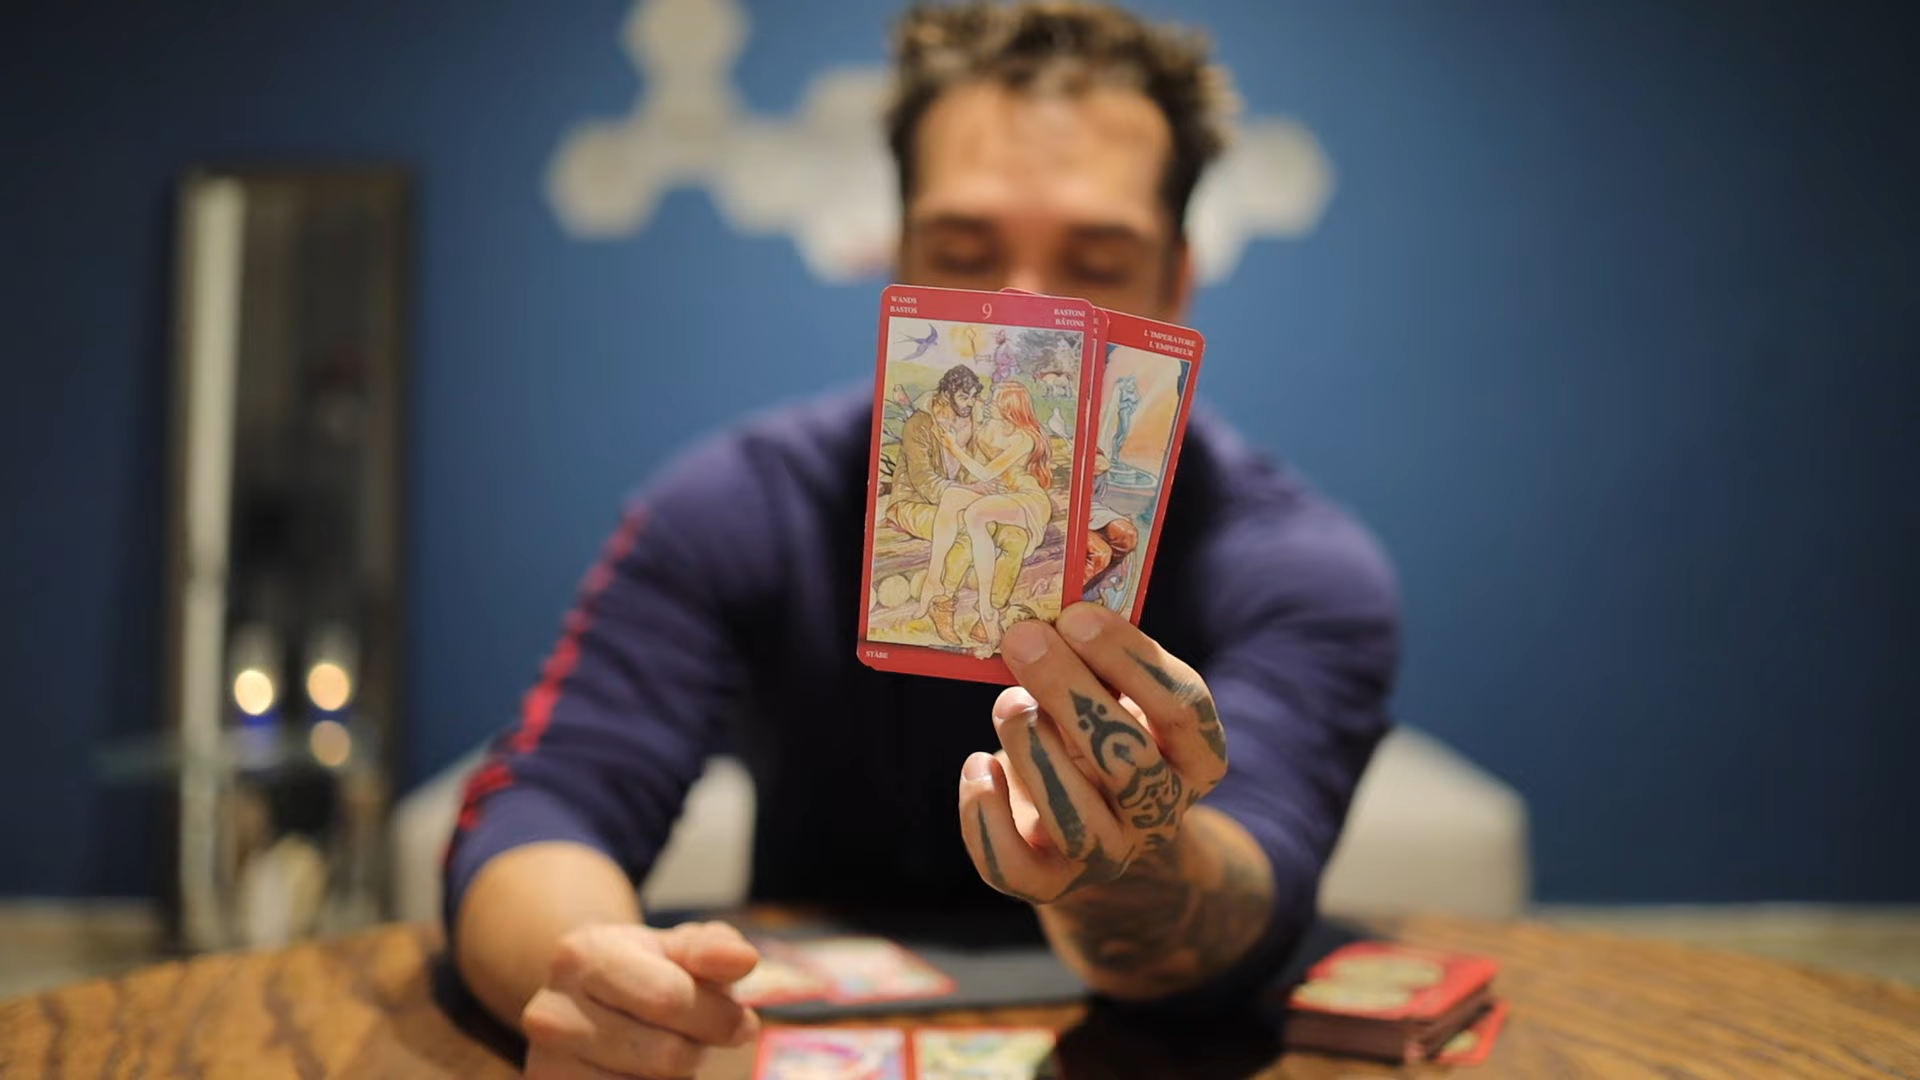 WANDS
BASTOS
9
BASTONI
BÂTONS
STÄBE
L'IMPERATORE
L'EMPEREUR